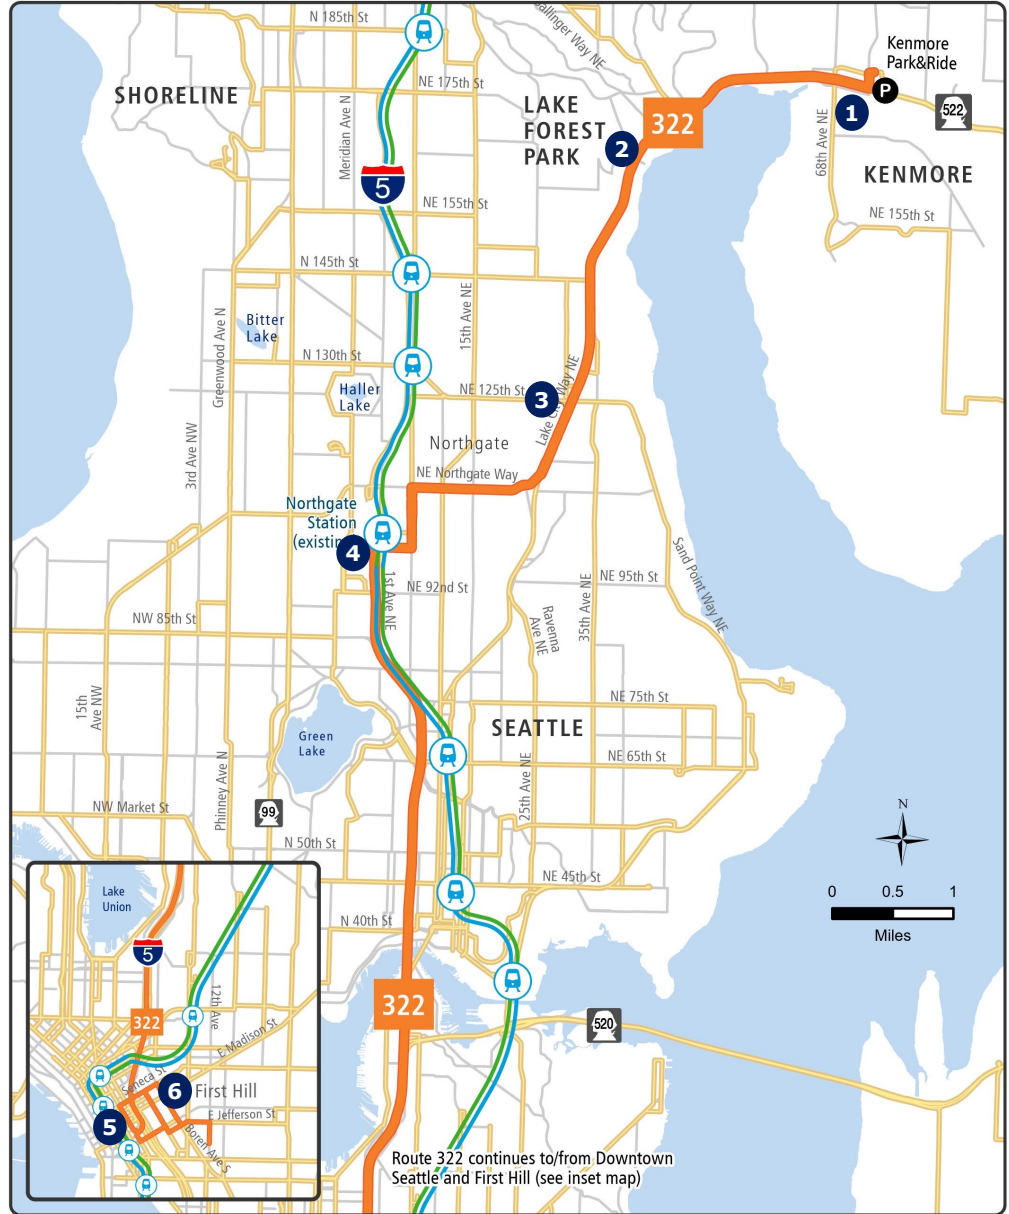 N 185th St
Ballinger Way NE
Kenmore
Park&Ride
P
SHORELINE
NE 175th St
LAKE
FOREST
PARK
322
1
522
Meridian Ave N
2
68th Ave NE
KENMORE
5
NE 155th St
NE 155th St
N 145th St
15th Ave NE
Bitter
Lake
Greenwood Ave N
N 130th St
Haller
Lake
NE 125th St
3
Lake City Way NE
3rd Ave NW
Northgate
NE Northgate Way
Northgate
Station
4
1st Ave NE
NE 92nd St
NE 95th St
Sand Point Way NE
35th Ave NE
Ravenna
Ave NE
NW 85th St
15th
Ave NW
NE 75th St
SEATTLE
Green
Lake
NE 65th St
Phinney Ave N
25th Ave NE
NW Market St
99
N
N 50th St
NE 45th St
0 0.5 1
Miles
Lake
Union
N 40th St
5
322
12th Ave
322
520
E Madison St
Seneca St
6
First Hill
E Jefferson St
5
Boren Ave S
Route 322 continues to/from Downtown
Seattle and First Hill (see inset map)